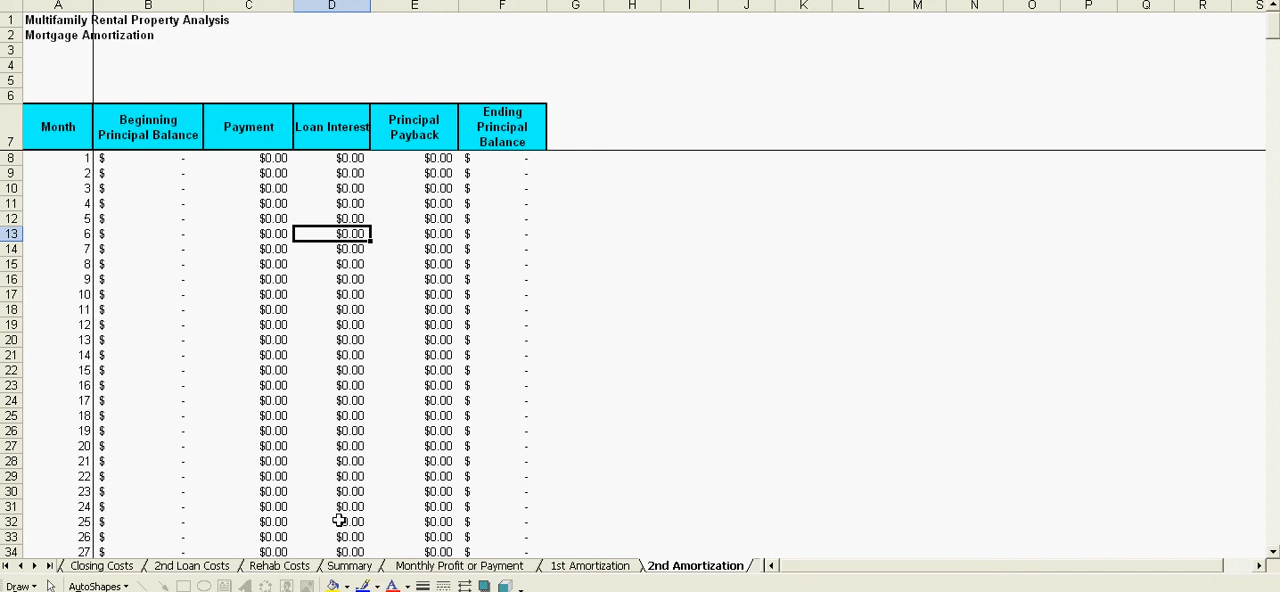 A B C D E F G H I J K L M N O P Q R S
1 Multifamily Rental Property Analysis
2 Mortgage Amortization
3
4
5
6
7 Month Beginning Principal Balance Payment Loan Interest Principal Payback Ending Principal Balance
8 1 $ - $0.00 $0.00 $0.00 $ -
9 2 $ - $0.00 $0.00 $0.00 $ -
10 3 $ - $0.00 $0.00 $0.00 $ -
11 4 $ - $0.00 $0.00 $0.00 $ -
12 5 $ - $0.00 $0.00 $0.00 $ -
13 6 $ - $0.00 $0.00 $0.00 $ -
14 7 $ - $0.00 $0.00 $0.00 $ -
15 8 $ - $0.00 $0.00 $0.00 $ -
16 9 $ - $0.00 $0.00 $0.00 $ -
17 10 $ - $0.00 $0.00 $0.00 $ -
18 11 $ - $0.00 $0.00 $0.00 $ -
19 12 $ - $0.00 $0.00 $0.00 $ -
20 13 $ - $0.00 $0.00 $0.00 $ -
21 14 $ - $0.00 $0.00 $0.00 $ -
22 15 $ - $0.00 $0.00 $0.00 $ -
23 16 $ - $0.00 $0.00 $0.00 $ -
24 17 $ - $0.00 $0.00 $0.00 $ -
25 18 $ - $0.00 $0.00 $0.00 $ -
26 19 $ - $0.00 $0.00 $0.00 $ -
27 20 $ - $0.00 $0.00 $0.00 $ -
28 21 $ - $0.00 $0.00 $0.00 $ -
29 22 $ - $0.00 $0.00 $0.00 $ -
30 23 $ - $0.00 $0.00 $0.00 $ -
31 24 $ - $0.00 $0.00 $0.00 $ -
32 25 $ - $0.00 $0.00 $0.00 $ -
33 26 $ - $0.00 $0.00 $0.00 $ -
34 27 $ - $0.00 $0.00 $0.00 $ -
Closing Costs 2nd Loan Costs Rehab Costs Summary Monthly Profit or Payment 1st Amortization 2nd Amortization
Draw AutoShapes A